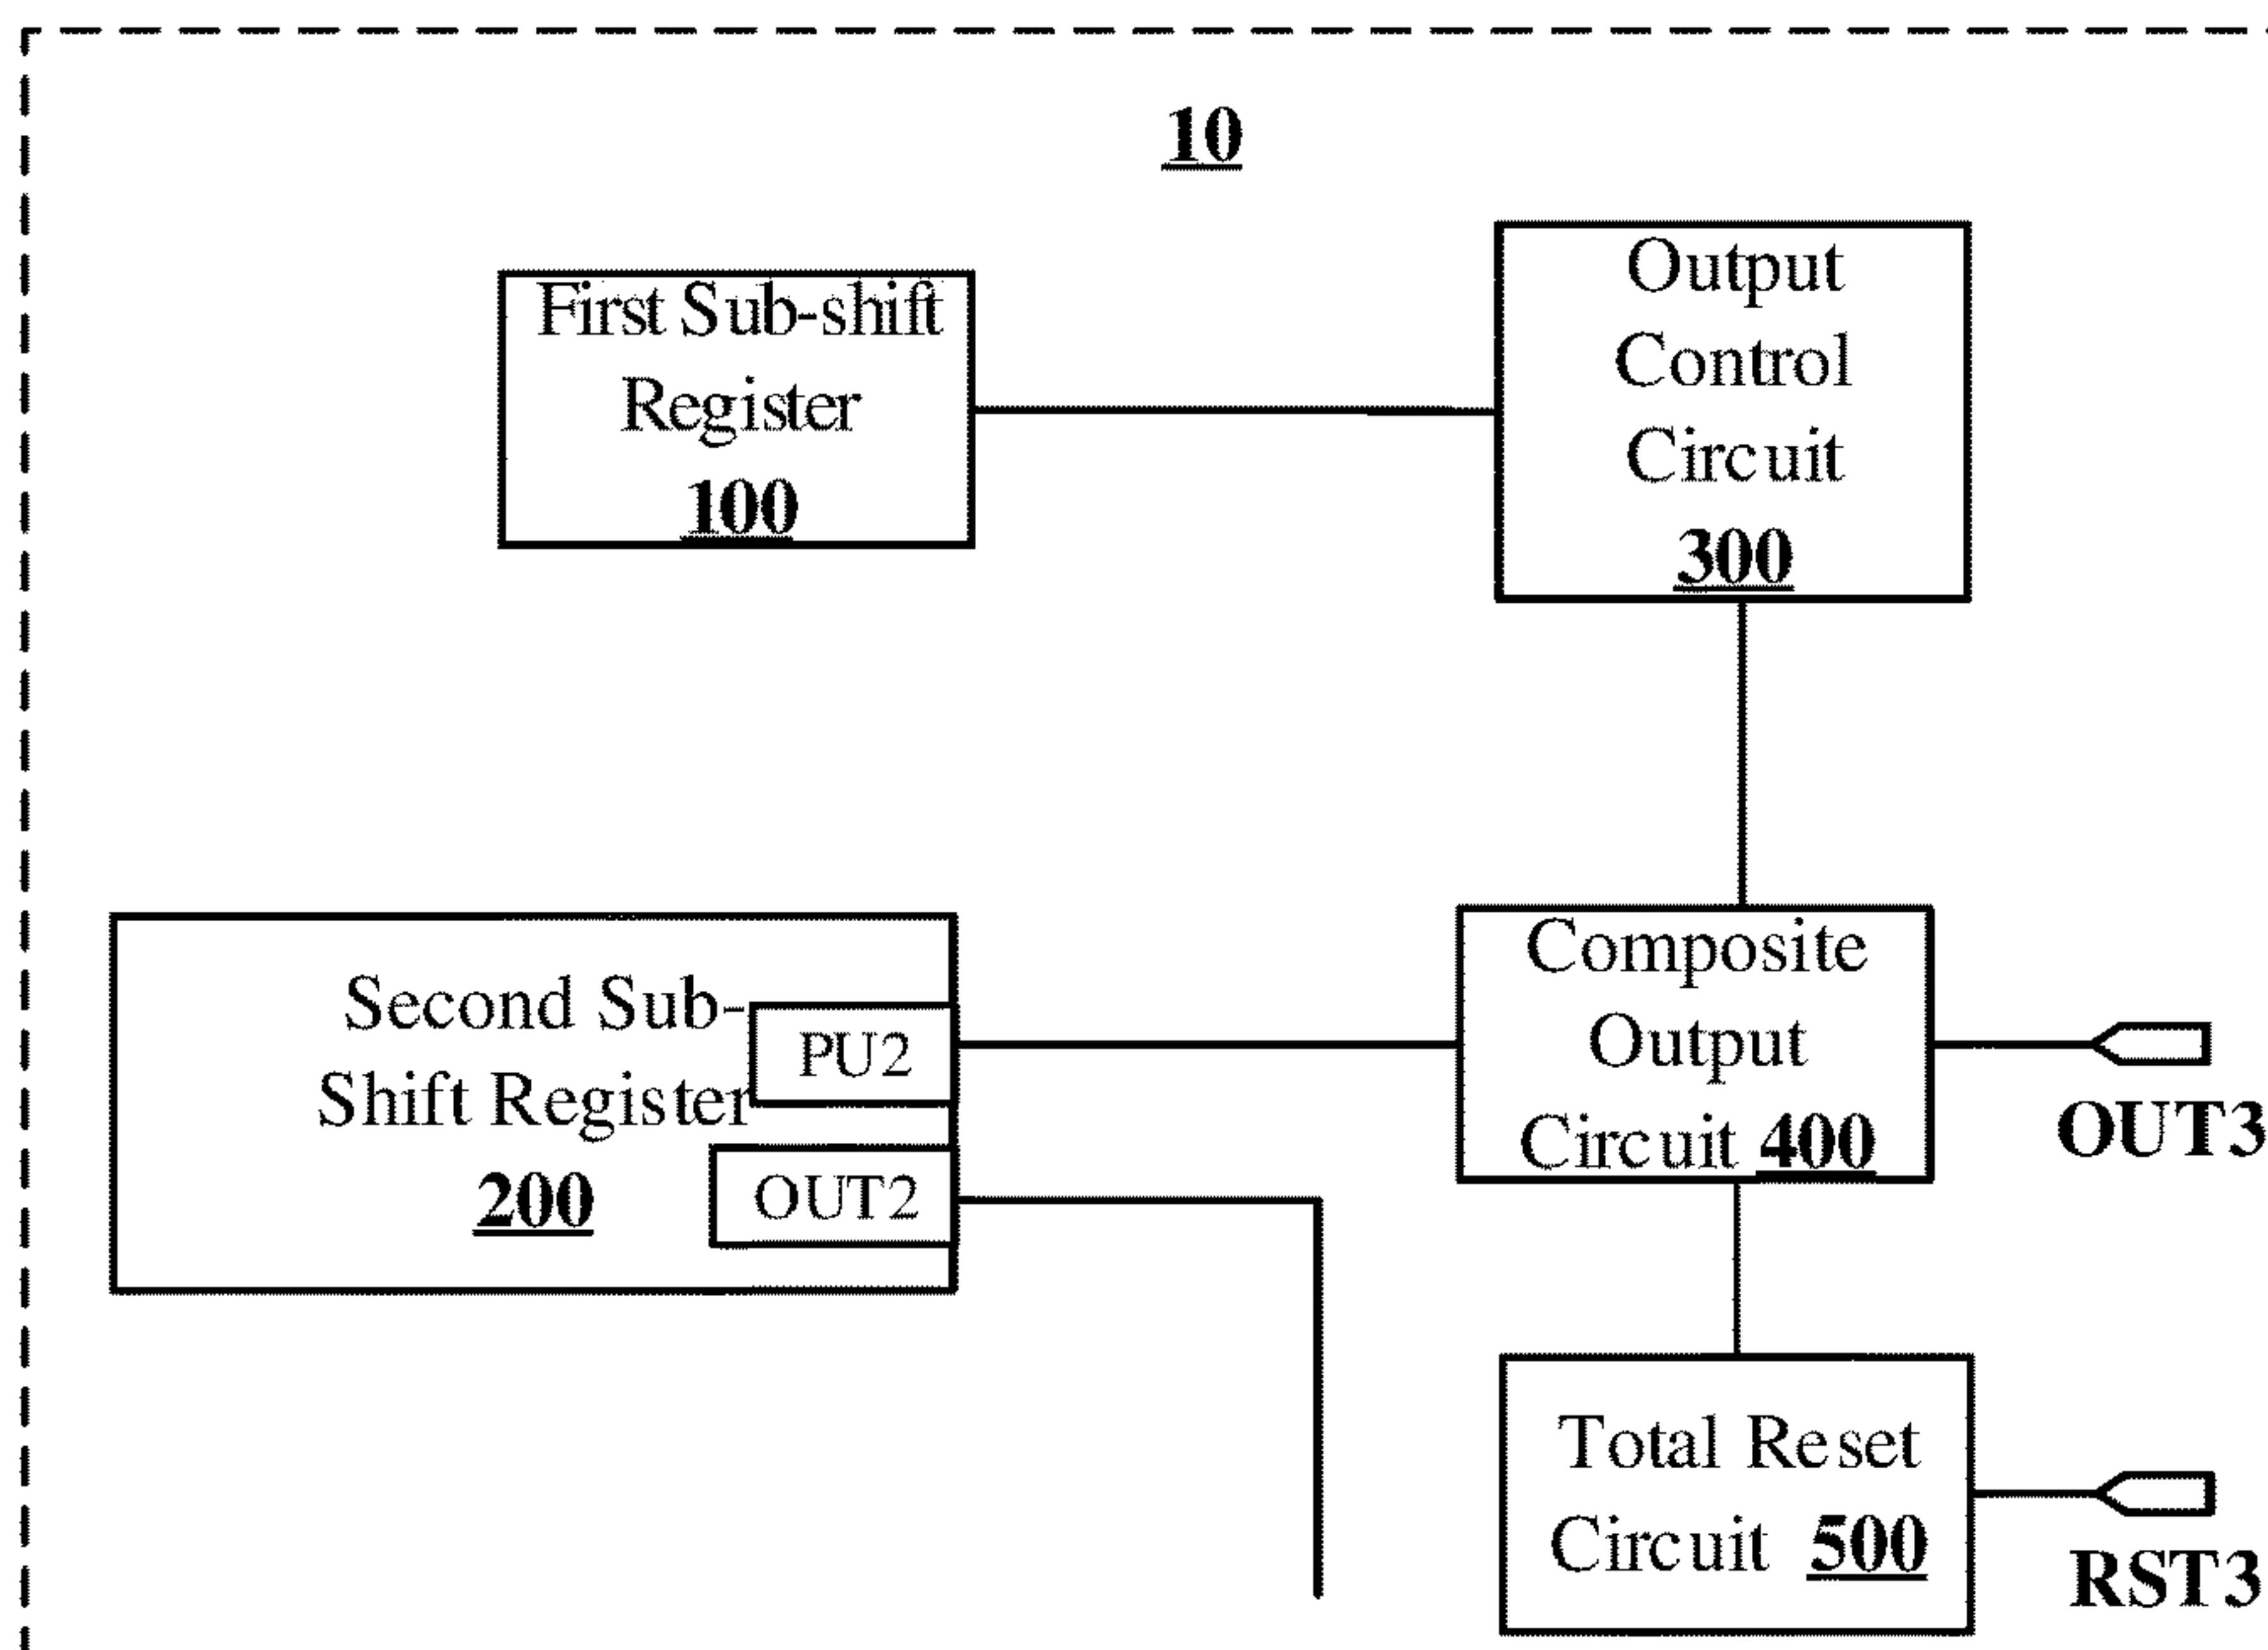 10
First Sub-shift
Register
100
Output
Control
Circuit
300
Second Sub-
Shift Register
200
PU2
OUT2
Composite
Output
Circuit 400
OUT3
Total Reset
Circuit 500
RST3